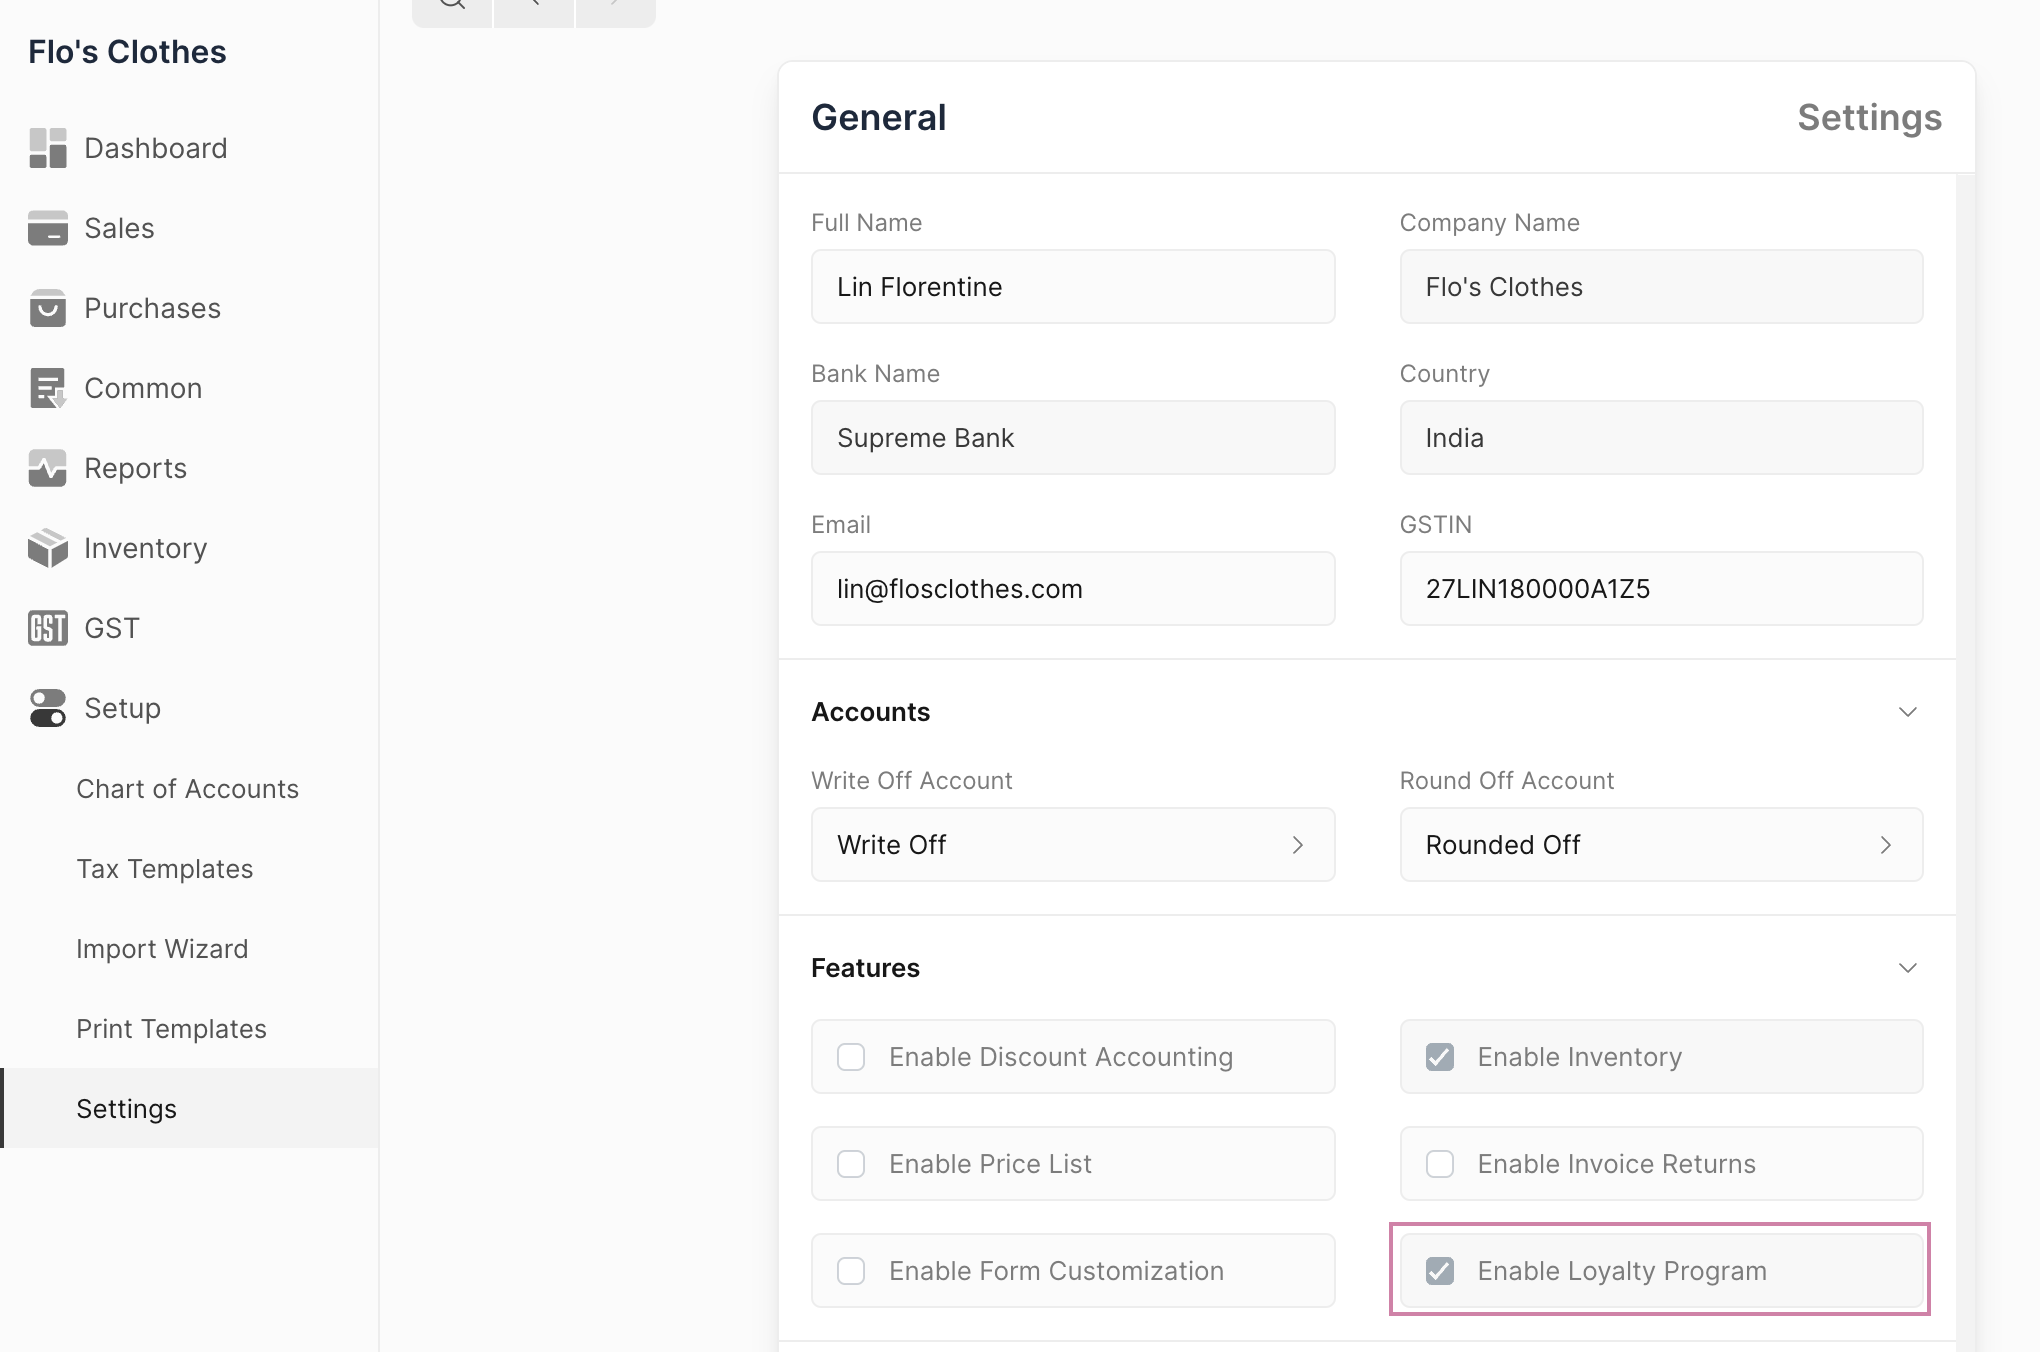 Flo's Clothes
Dashboard
Sales
Purchases
Common
Reports
Inventory
GST GST
Setup
Chart of Accounts
Tax Templates
Import Wizard
Print Templates
Settings
General Settings
Full Name Company Name
Lin Florentine Flo's Clothes
Bank Name Country
Supreme Bank India
Email GSTIN
lin@flosclothes.com 27LIN180000A1Z5
Accounts
Write Off Account Round Off Account
Write Off Rounded Off
Features
Enable Discount Accounting Enable Inventory
Enable Price List Enable Invoice Returns
Enable Form Customization Enable Loyalty Program